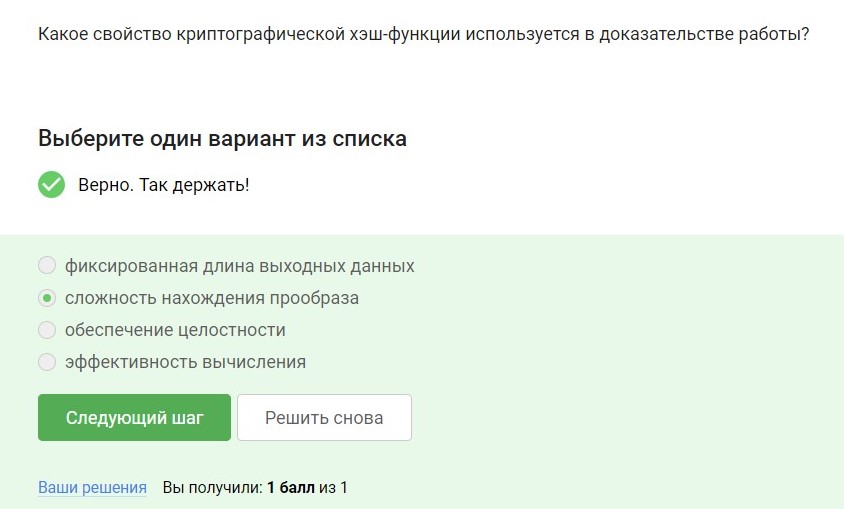 Какое свойство криптографической хэш-функции используется в доказательстве работы?
Выберите один вариант из списка
Верно. Так держать!
фиксированная длина выходных данных
сложность нахождения прообраза
обеспечение целостности
эффективность вычисления
Следующий шаг
Решить снова
Ваши решения Вы получили: 1 балл из 1